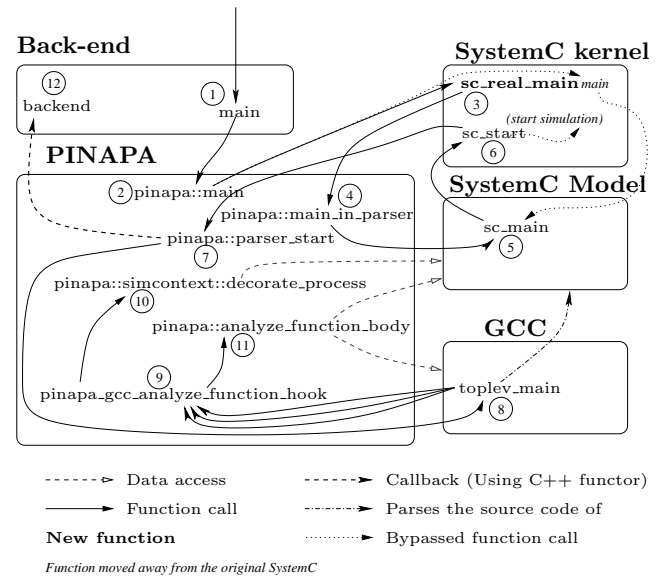 Back-end
SystemC kernel
12
backend
1
main
sc_real_main main
3
(start simulation)
sc_start
6
PINAPA
SystemC Model
2 pinapa::main
4
pinapa::main_in_parser
sc_main
5
pinapa::parser_start
7
pinapa::simcontext::decorate_process
10
GCC
pinapa::analyze_function_body
11
9
pinapa_gcc_analyze_function_hook
toplev_main
8
Data access
Callback (Using C++ functor)
Function call
Parses the source code of
New function
Bypassed function call
Function moved away from the original SystemC